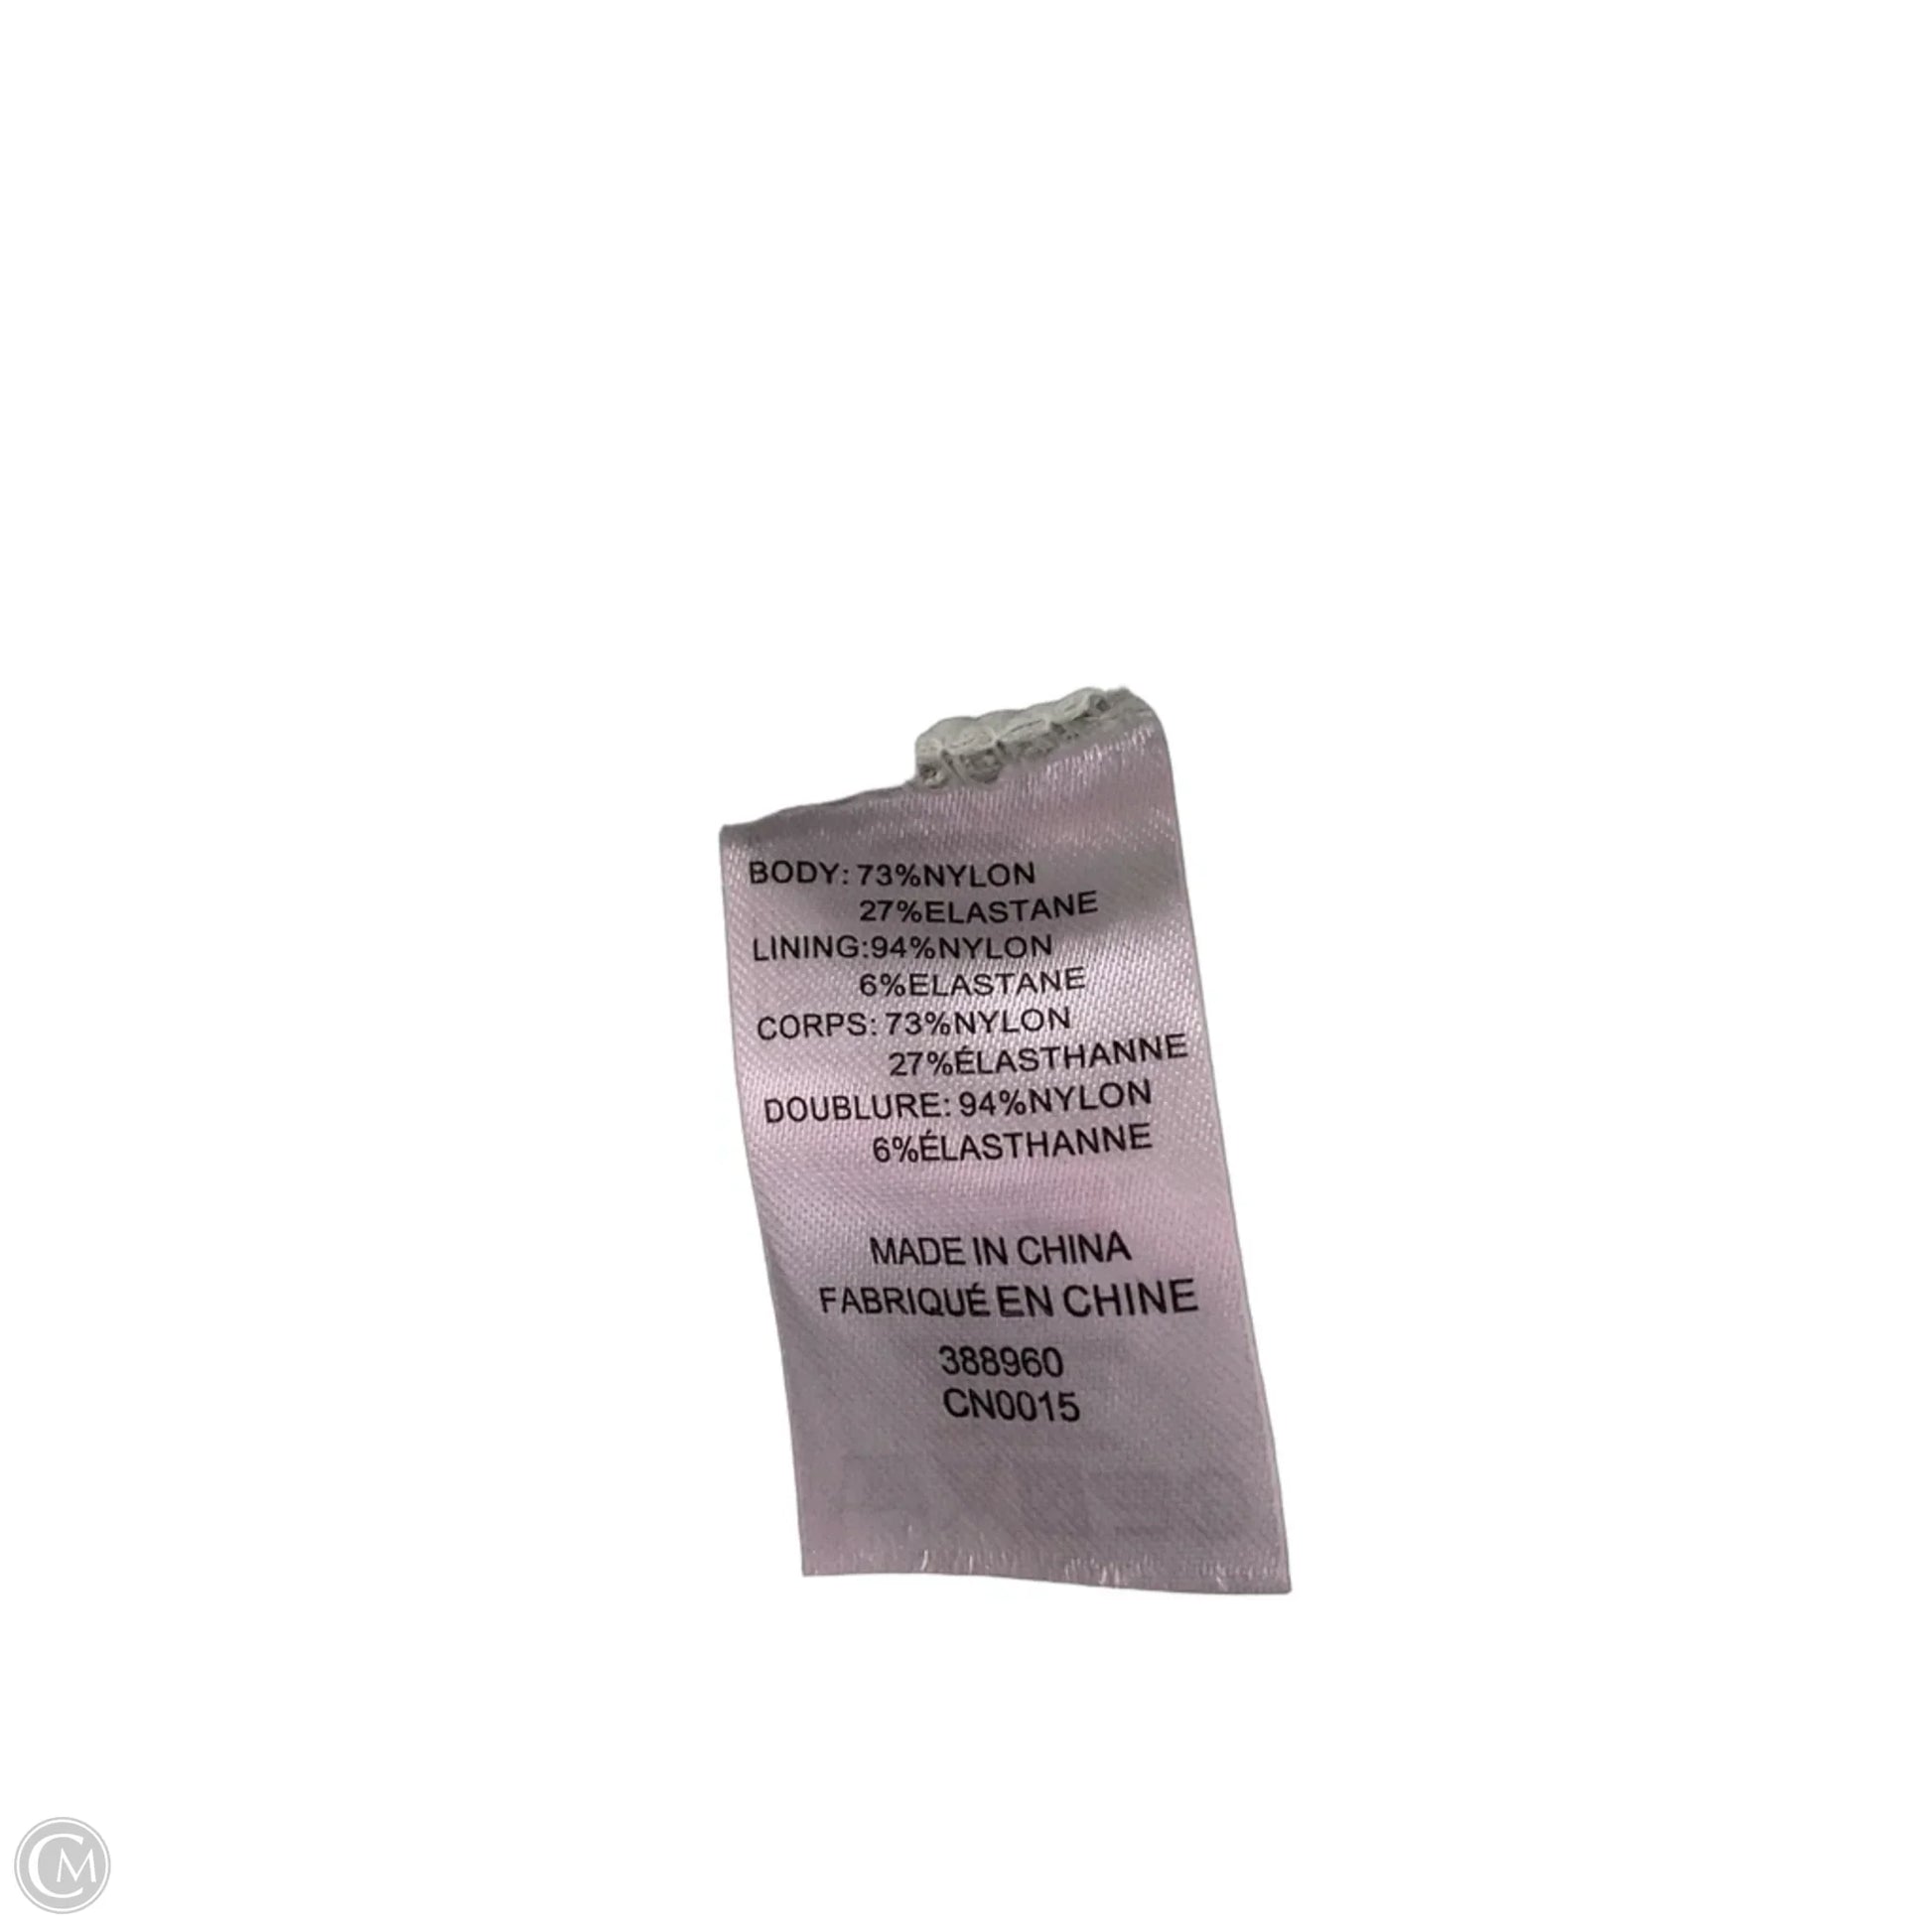 BODY: 73%NYLON
27%ELASTANE
LINING:94%NYLON
6%ELASTANE
CORPS: 73%NYLON
27%ÉLASTHANNE
DOUBLURE: 94%NYLON
6%ÉLASTHANNE
MADE IN CHINA
FABRIQUÉ EN CHINE
388960
CN0015
CM